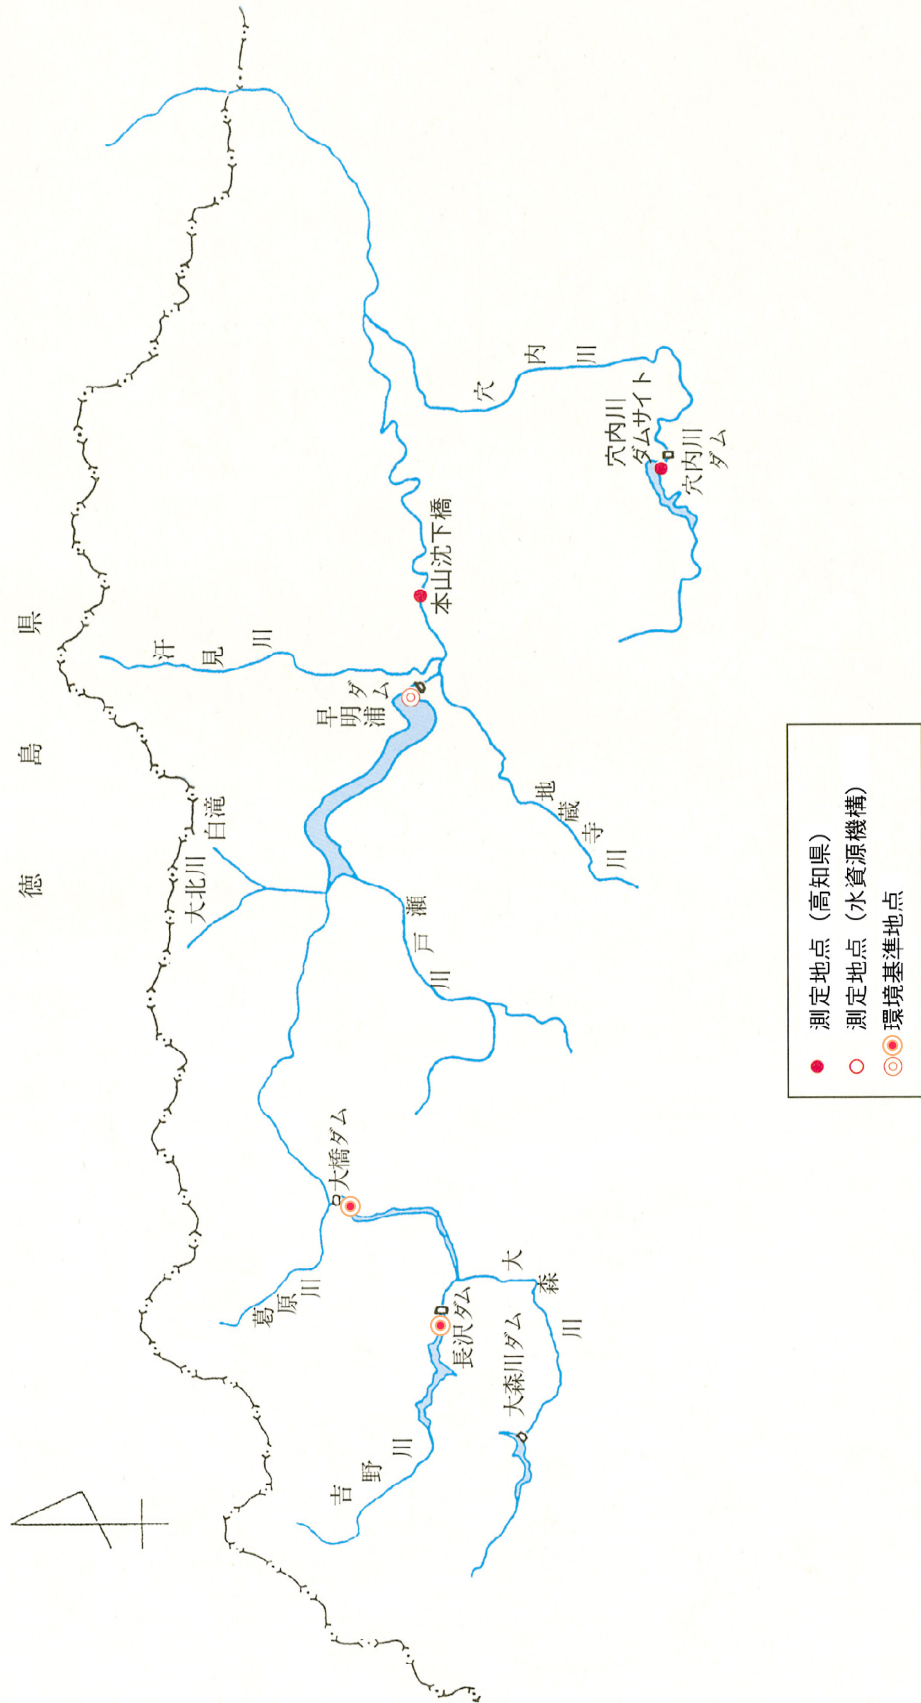 徳島県
大北川
白滝
汗見川
早明浦
ダム
本山沈下橋
穴内川
穴内川
ダムサイト
穴内川
ダム
地蔵寺川
瀬戸川
大橋ダム
葛原川
長沢ダム
大森川
大森川ダム
吉野川
測定地点（高知県）
測定地点（水資源機構）
環境基準地点